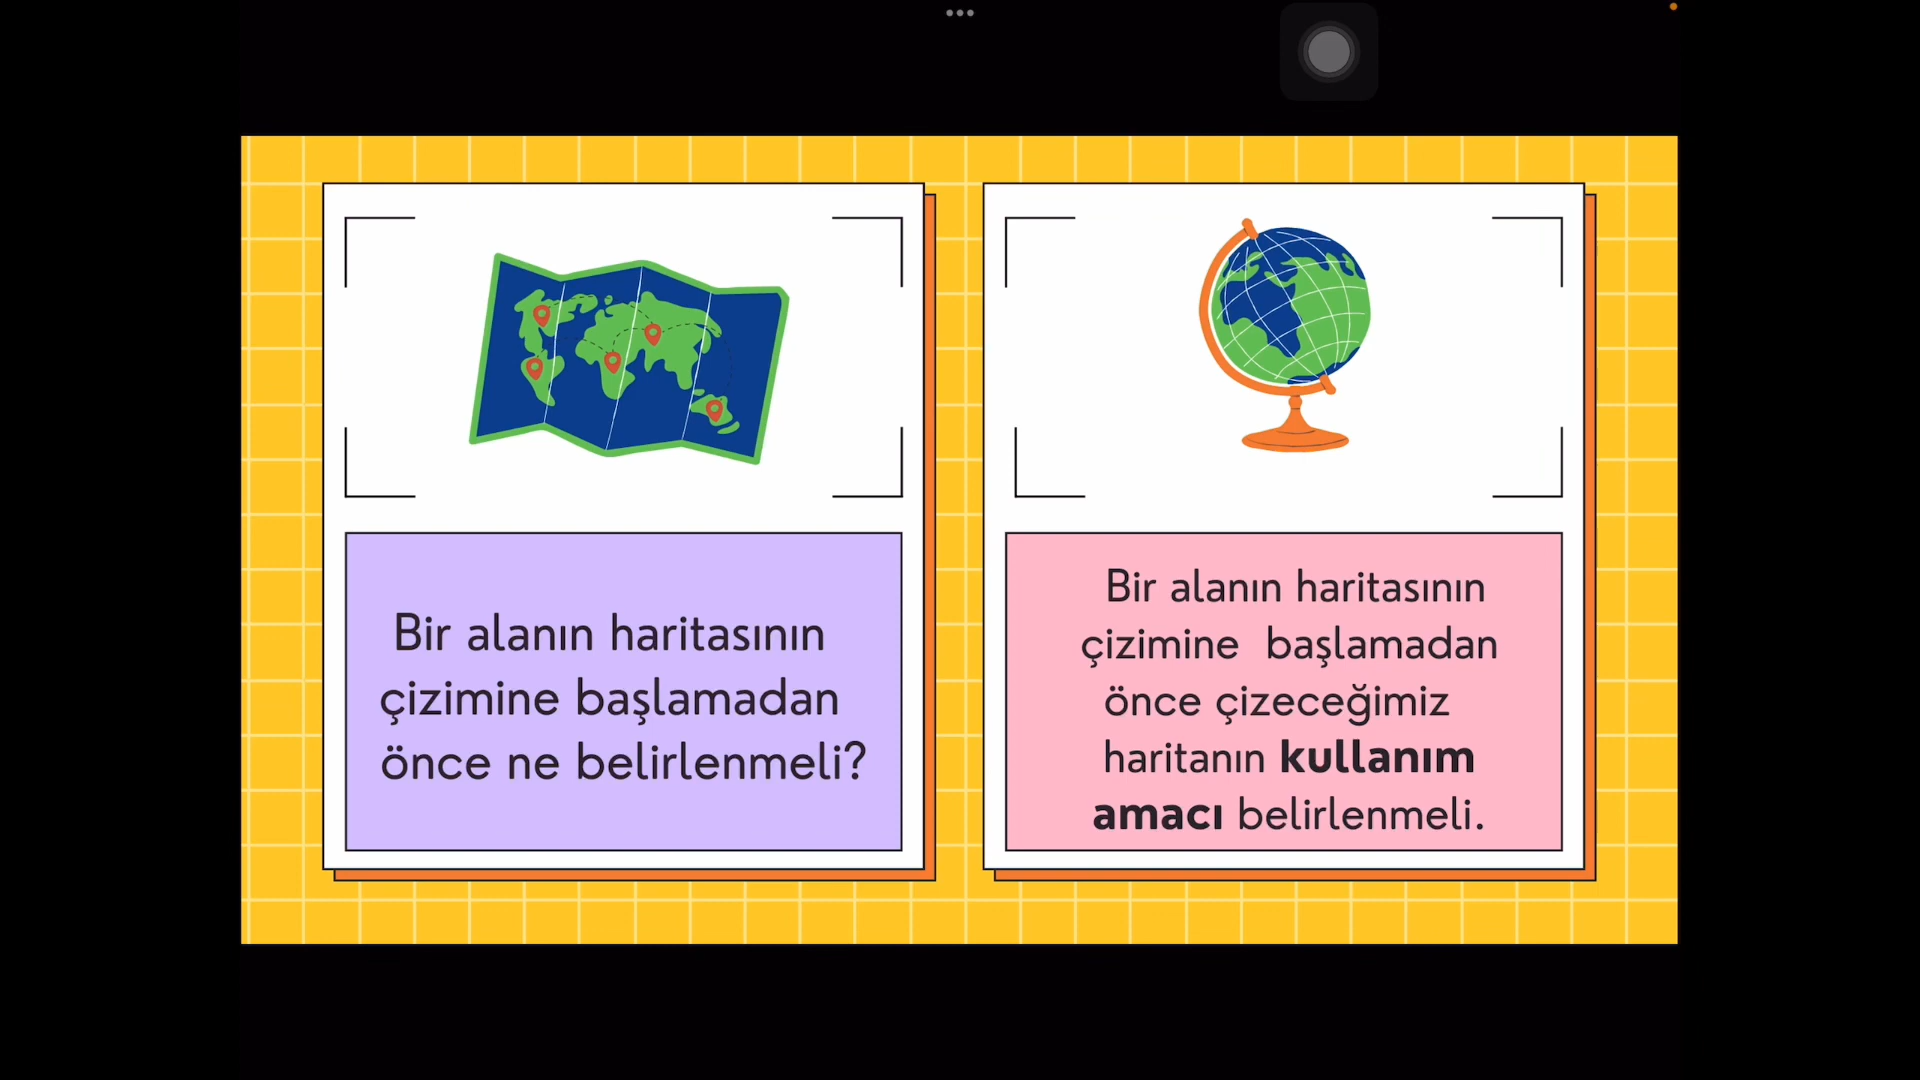 Bir alanın haritasının
çizimine başlamadan
önce ne belirlenmeli?
Bir alanın haritasının
çizimine başlamadan
önce çizeceğimiz
haritanın kullanım
amacı belirlenmeli.